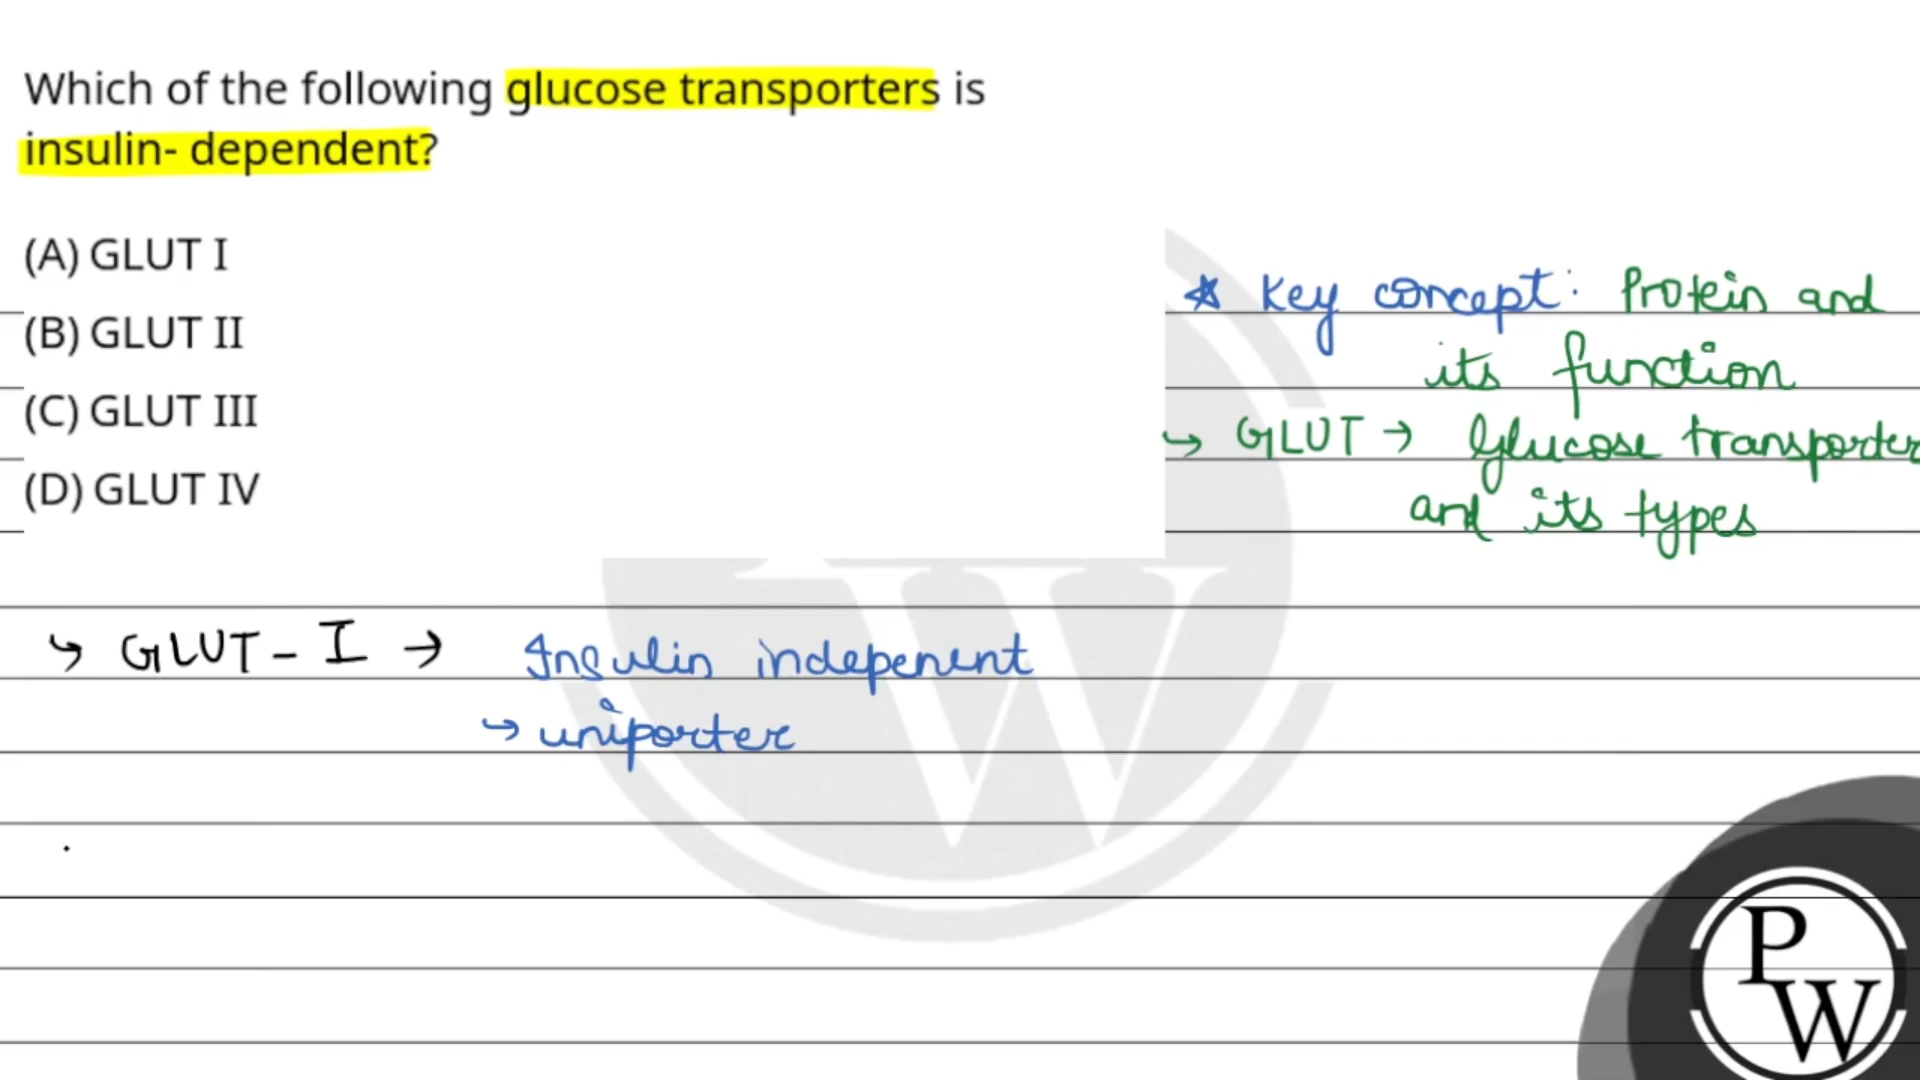 Which of the following glucose transporters is
insulin- dependent?
(A) GLUT I
(B) GLUT II
(C) GLUT III
(D) GLUT IV
☆ Key concept: Protein and
its function
↳ GLUT → Glucose transporter
and its types
↳ GLUT - I → Insulin indepenent
↳ uniporter
W
P
W